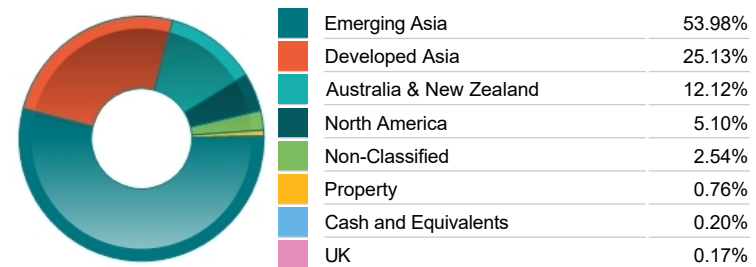 Emerging Asia 53.98%
Developed Asia 25.13%
Australia & New Zealand 12.12%
North America 5.10%
Non-Classified 2.54%
Property 0.76%
Cash and Equivalents 0.20%
UK 0.17%